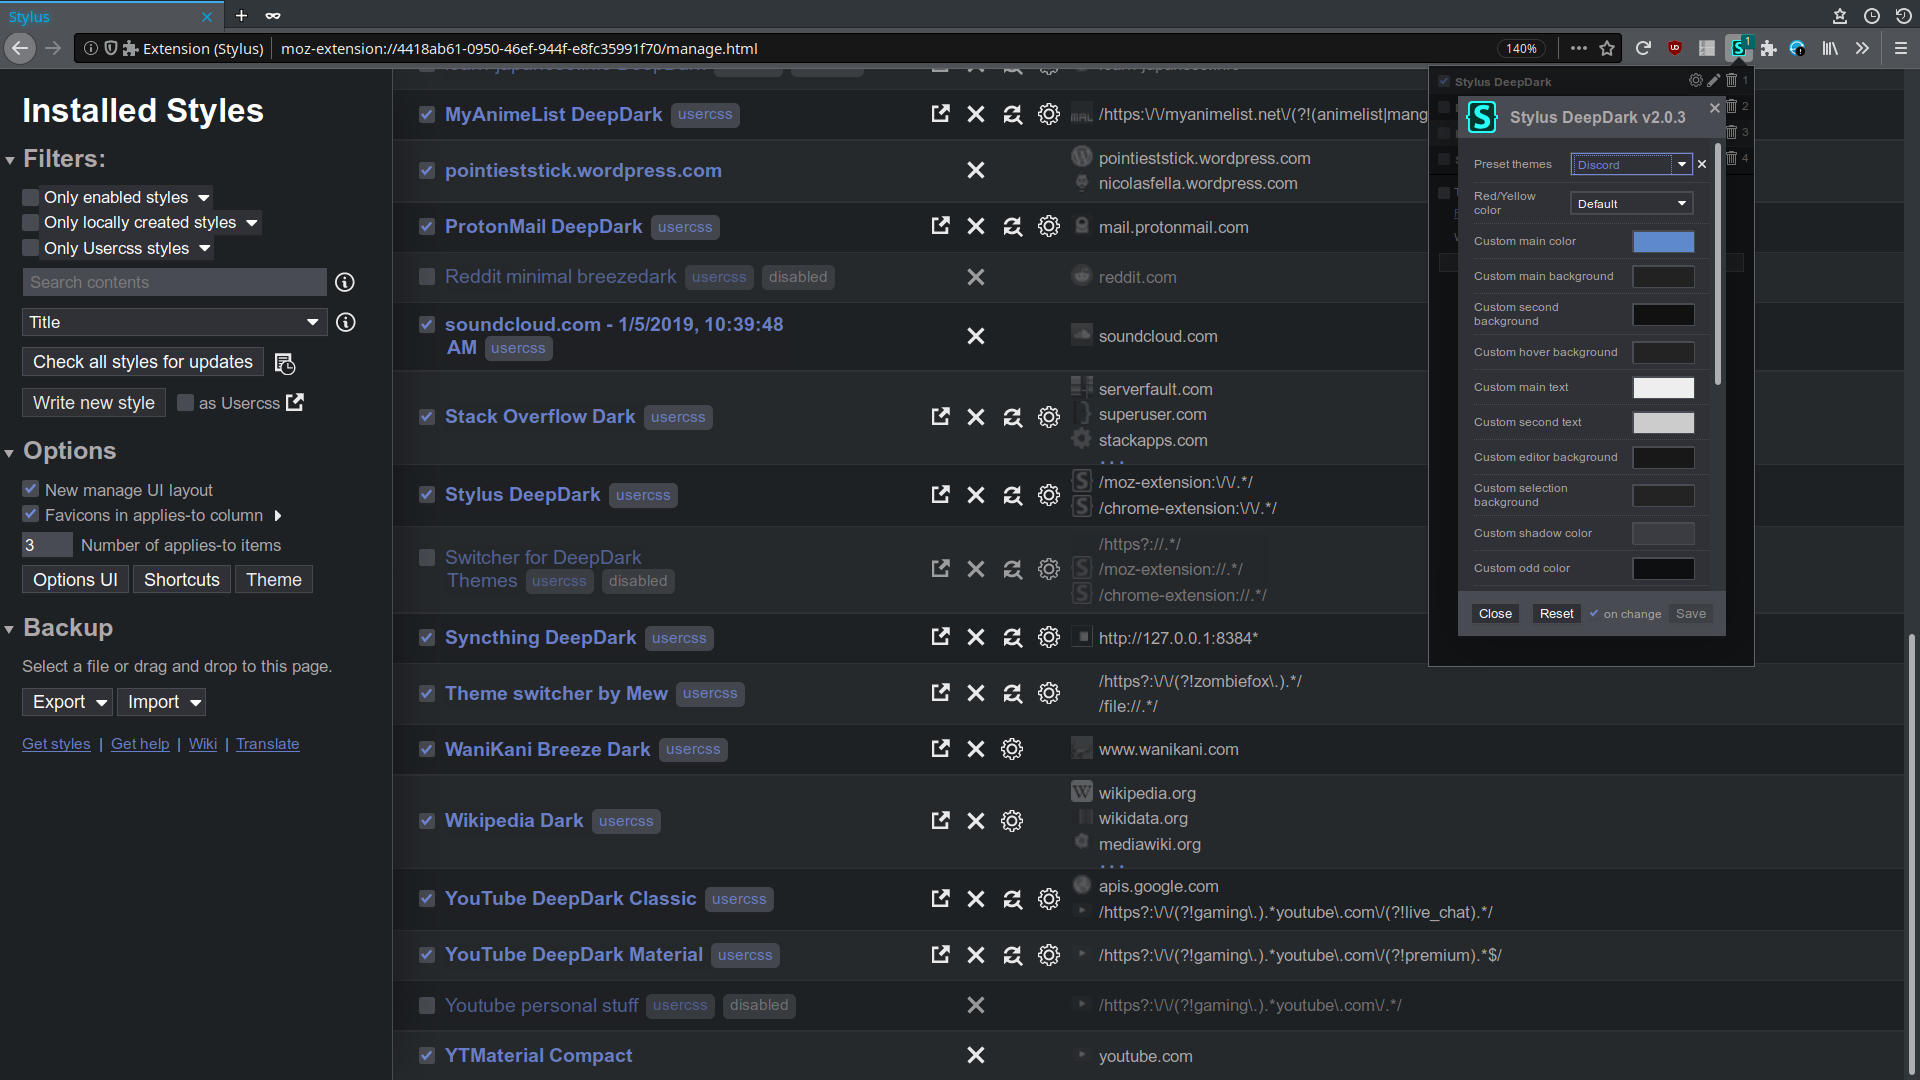 Stylus
Extension (Stylus)
moz-extension://4418ab61-0950-46ef-944f-e8fc35991f70/manage.html
140%
1
Installed Styles
Filters:
Only enabled styles
Only locally created styles
Only Usercss styles
Search contents
Title
Check all styles for updates
Write new style
as Usercss
Options
New manage UI layout
Favicons in applies-to column
3 Number of applies-to items
Options UI Shortcuts Theme
Backup
Select a file or drag and drop to this page.
Export Import
Get styles | Get help | Wiki | Translate
MyAnimeList DeepDark usercss
/https:\/\/myanimelist.net\/(?!(animelist|mang
pointieststick.wordpress.com
pointieststick.wordpress.com
nicolasfella.wordpress.com
ProtonMail DeepDark usercss
mail.protonmail.com
Reddit minimal breezedark usercss disabled
reddit.com
soundcloud.com - 1/5/2019, 10:39:48
AM usercss
soundcloud.com
Stack Overflow Dark usercss
serverfault.com
superuser.com
stackapps.com
...
Stylus DeepDark usercss
/moz-extension:\/\/.*/
/chrome-extension:\/\/.*/
Switcher for DeepDark
Themes usercss disabled
/https?://.*/
/moz-extension://.*/
/chrome-extension://.*/
Syncthing DeepDark usercss
http://127.0.0.1:8384*
Theme switcher by Mew usercss
/https?:\/\/(?!zombiefox\.).*/
/file://.*/
WaniKani Breeze Dark usercss
www.wanikani.com
Wikipedia Dark usercss
wikipedia.org
wikidata.org
mediawiki.org
...
YouTube DeepDark Classic usercss
apis.google.com
/https?:\/\/(?!gaming\.).*youtube\.com\/(?!live_chat).*/
YouTube DeepDark Material usercss
/https?:\/\/(?!gaming\.).*youtube\.com\/(?!premium).*$/
Youtube personal stuff usercss disabled
/https?:\/\/(?!gaming\.).*youtube\.com\/.*/
YTMaterial Compact
youtube.com
Stylus DeepDark
1
2
3
4
Stylus DeepDark v2.0.3
Preset themes Discord
Red/Yellow
color
Default
Custom main color
Custom main background
Custom second
background
Custom hover background
Custom main text
Custom second text
Custom editor background
Custom selection
background
Custom shadow color
Custom odd color
Close Reset on change Save